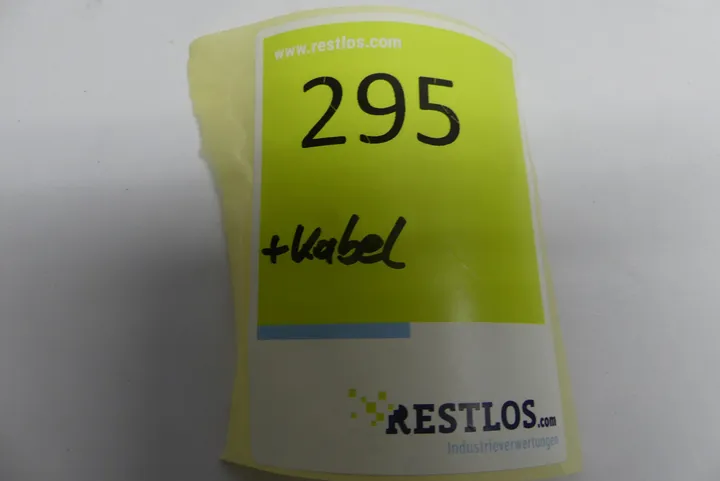 www.restlos.com
295
+Kabel
RESTLOS.com
Industrieverwertungen